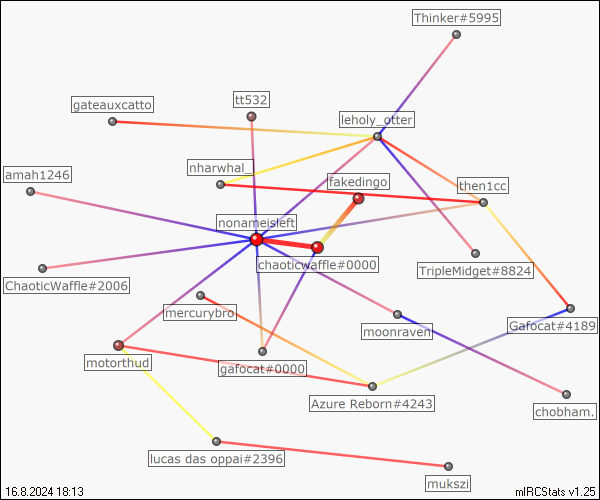 Thinker#5995
tt532
gateauxcatto
leholy_otter
nharwhal_
amah1246
fakedingo
then1cc
nonameisleft
chaoticwaffle#0000
TripleMidget#8824
ChaoticWaffle#2006
mercurybro
Gafocat#4189
moonraven
motorthud
gafocat#0000
Azure Reborn#4243
chobham.
lucas das oppai#2396
mukszi
16.8.2024 18:13
mIRCStats v1.25